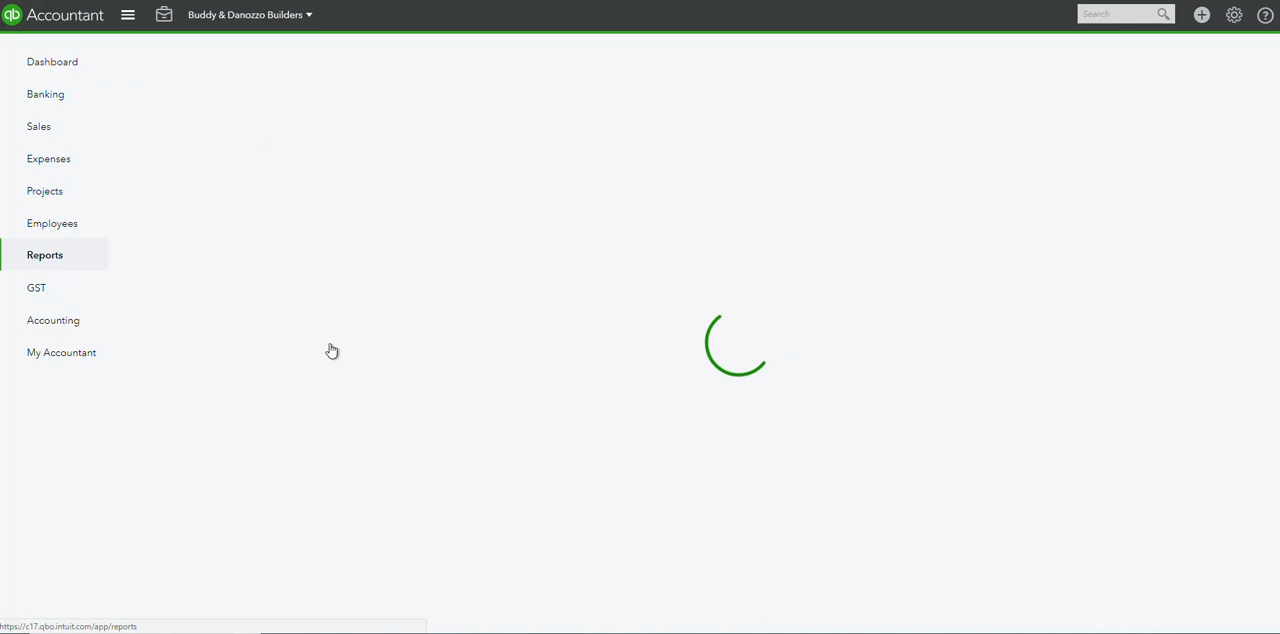 qb Accountant
Buddy & Danozzo Builders
Search
Dashboard
Banking
Sales
Expenses
Projects
Employees
Reports
GST
Accounting
My Accountant
https://c17.qbo.intuit.com/app/reports